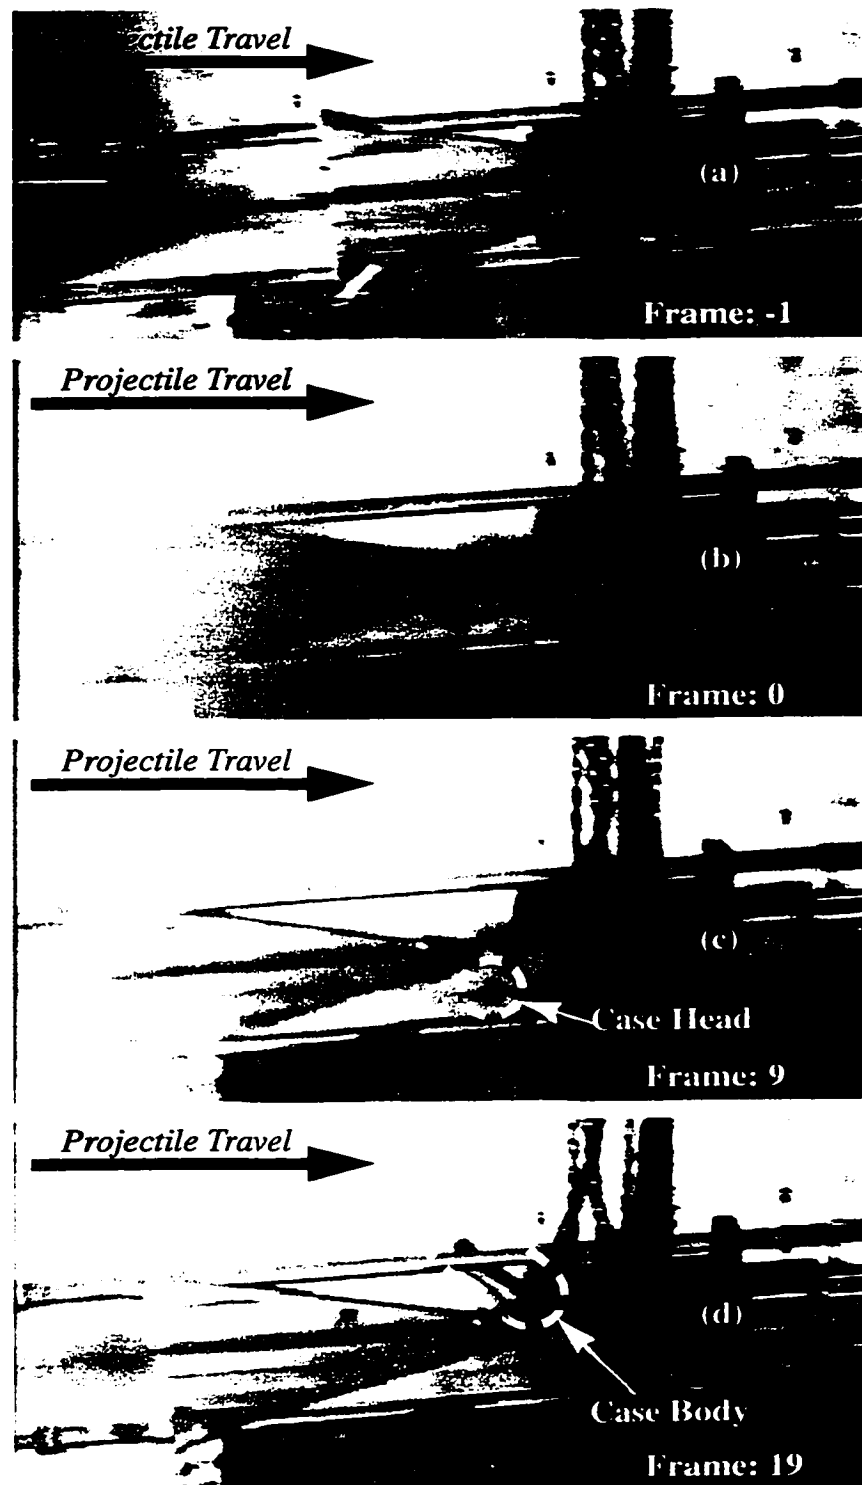 Projectile Travel
(a)
Frame: -1
Projectile Travel
(b)
Frame: 0
Projectile Travel
(c)
Case Head
Frame: 9
Projectile Travel
(d)
Case Body
Frame: 19